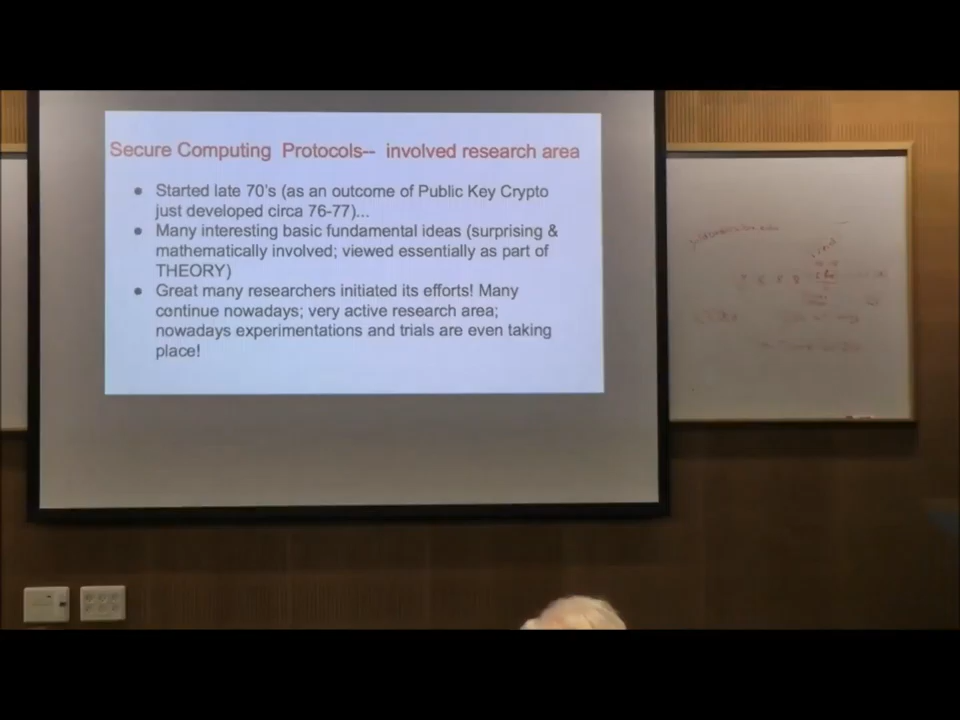 Secure Computing Protocols-- involved research area
● Started late 70's (as an outcome of Public Key Crypto
just developed circa 76-77)...
● Many interesting basic fundamental ideas (surprising &
mathematically involved; viewed essentially as part of
THEORY)
● Great many researchers initiated its efforts! Many
continue nowadays; very active research area;
nowadays experimentations and trials are even taking
place!